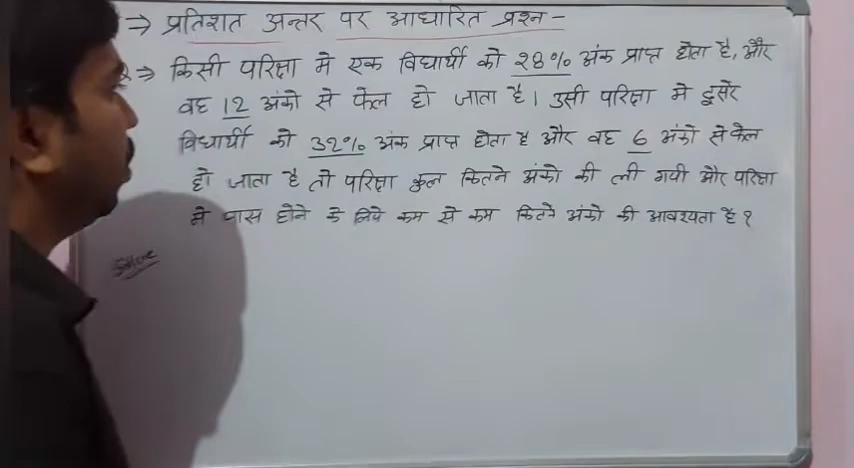 ⇒ प्रतिशत अन्तर पर आधारित प्रश्न -
⇒ किसी परिक्षा मे एक विधार्थी को 28% अंक प्राप्त होता है, और
वह 12 अंको से फेल हो जाता है। उसी परिक्षा मे दुसरे
विधार्थी को 32% अंक प्राप्त होता है और वह 6 अंको से फेल
हो जाता है तो परिक्षा कुल कितने अंको की ली गयी और परिक्षा
मे पास होने के लिये कम से कम कितने अंको की आवश्यता है ?